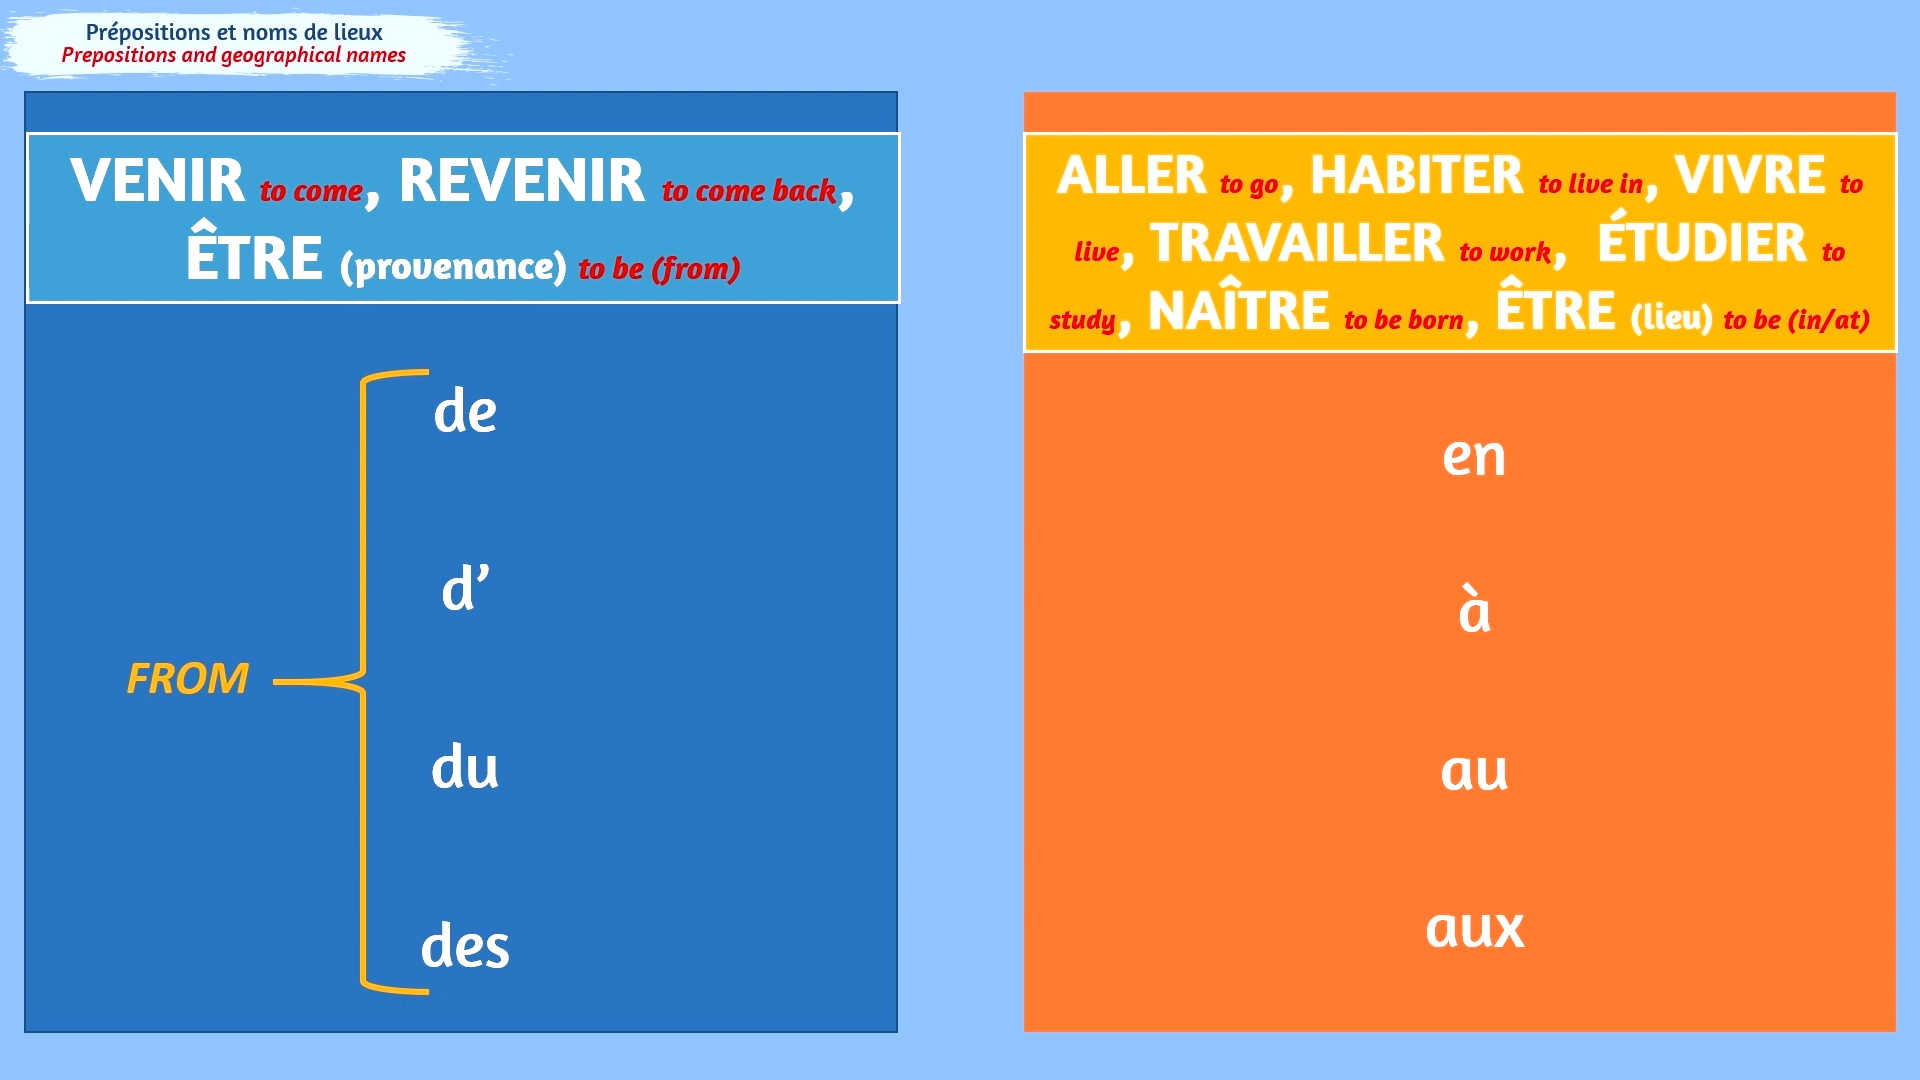 Prépositions et noms de lieux
Prepositions and geographical names
VENIR to come, REVENIR to come back,
ÊTRE (provenance) to be (from)
FROM
de
d’
du
des
ALLER to go, HABITER to live in, VIVRE to
live, TRAVAILLER to work, ÉTUDIER to
study, NAÎTRE to be born, ÊTRE (lieu) to be (in/at)
en
à
au
aux